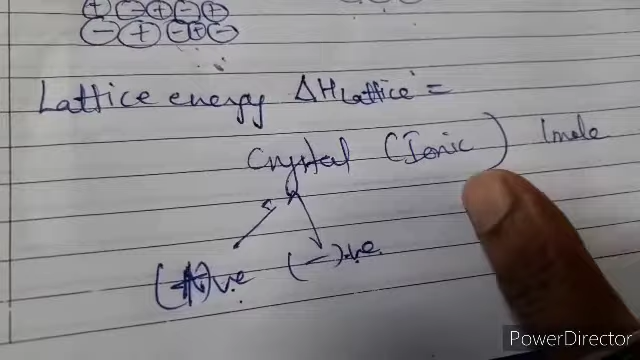 ⊕ ⊖ ⊕ ⊖ ⊕
⊖ ⊕ ⊖ ⊕ ⊖
Lattice energy ΔHLattice =
Crystal (Ionic) 1mole
(+)ve (-)ve
PowerDirector